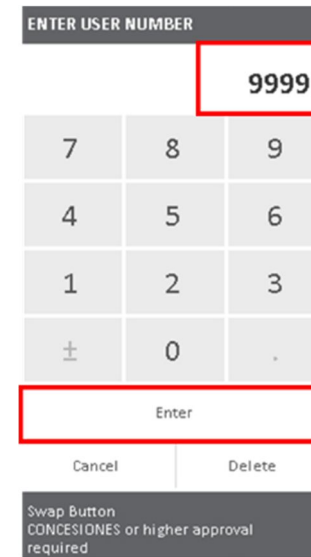 ENTER USER NUMBER
9999
7 8 9
4 5 6
1 2 3
± 0 .
Enter
Cancel Delete
Swap Button
CONCESIONES or higher approval
required